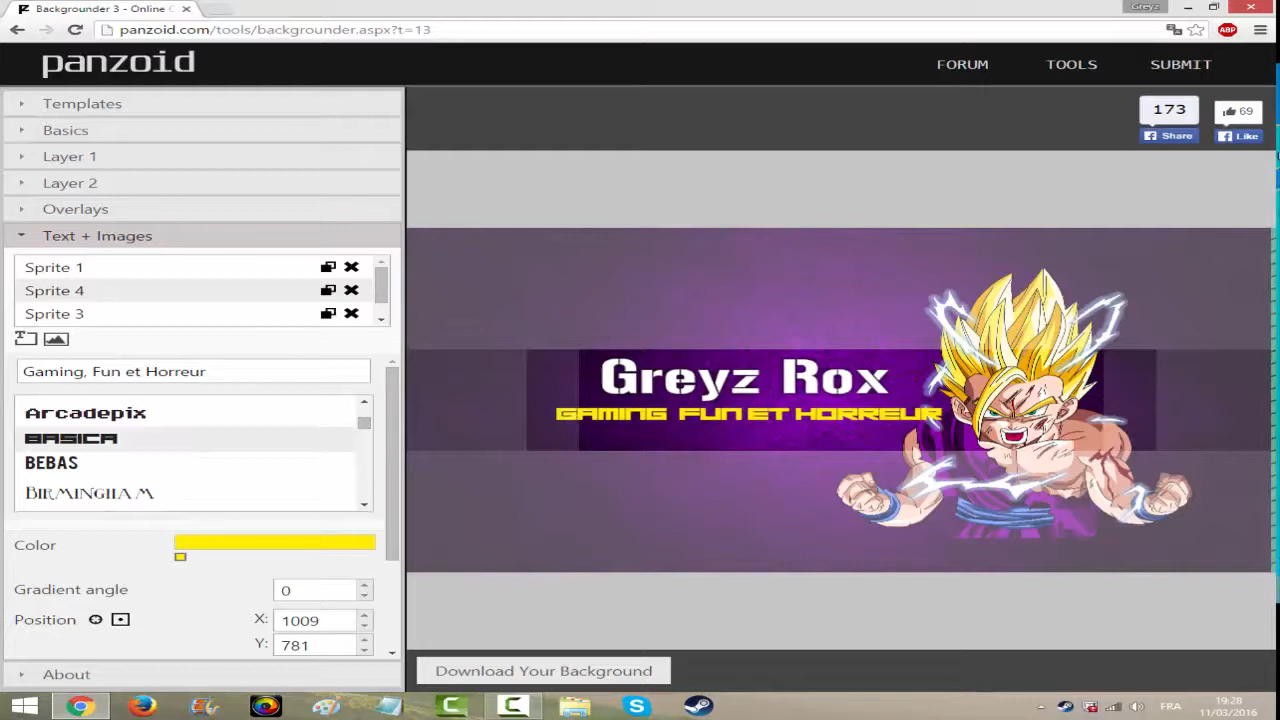 Backgrounder 3 - Online
Greyz
panzoid.com/tools/backgrounder.aspx?t=13
ABP
panzoid
FORUM
TOOLS
SUBMIT
Templates
Basics
Layer 1
Layer 2
Overlays
Text + Images
Sprite 1
Sprite 4
Sprite 3
Gaming, Fun et Horreur
Arcadepix
BASICA
BEBAS
BIRMINGHAM
Color
Gradient angle
0
Position
X:
1009
Y:
781
About
173
69
Share
Like
Greyz Rox
GAMING FUN ET HORREUR
Download Your Background
FRA
19:28
11/03/2016